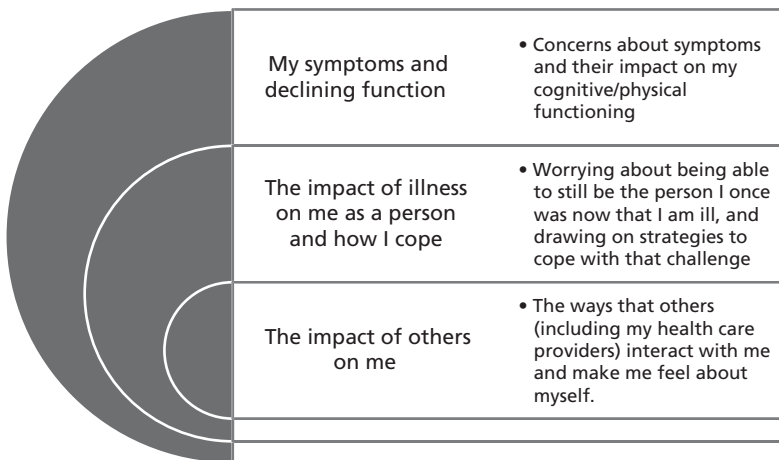 My symptoms and
declining function
• Concerns about symptoms
and their impact on my
cognitive/physical
functioning
The impact of illness
on me as a person
and how I cope
• Worrying about being able
to still be the person I once
was now that I am ill, and
drawing on strategies to
cope with that challenge
The impact of others
on me
• The ways that others
(including my health care
providers) interact with me
and make me feel about
myself.